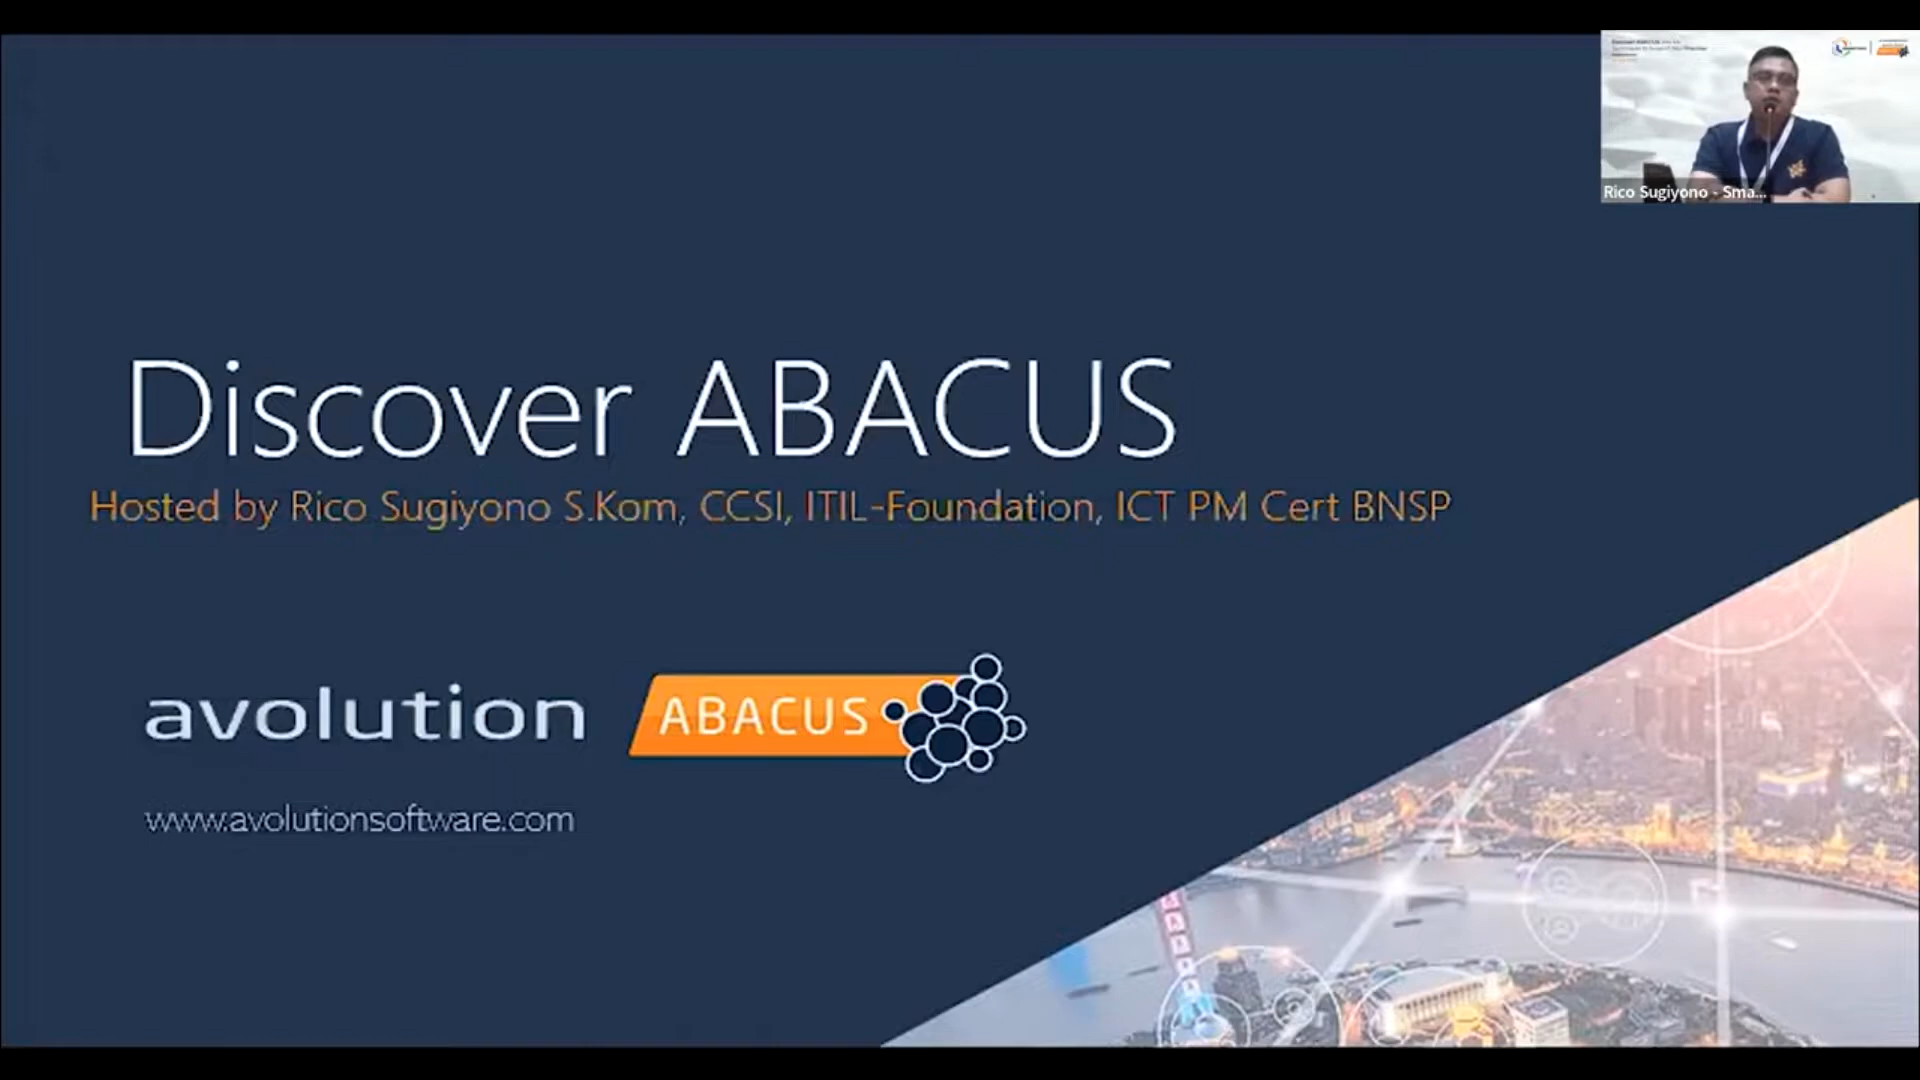 Discover ABACUS
Hosted by Rico Sugiyono S.Kom, CCSI, ITIL-Foundation, ICT PM Cert BNSP
avolution
ABACUS
www.avolutionsoftware.com
Rico Sugiyono - Sma...